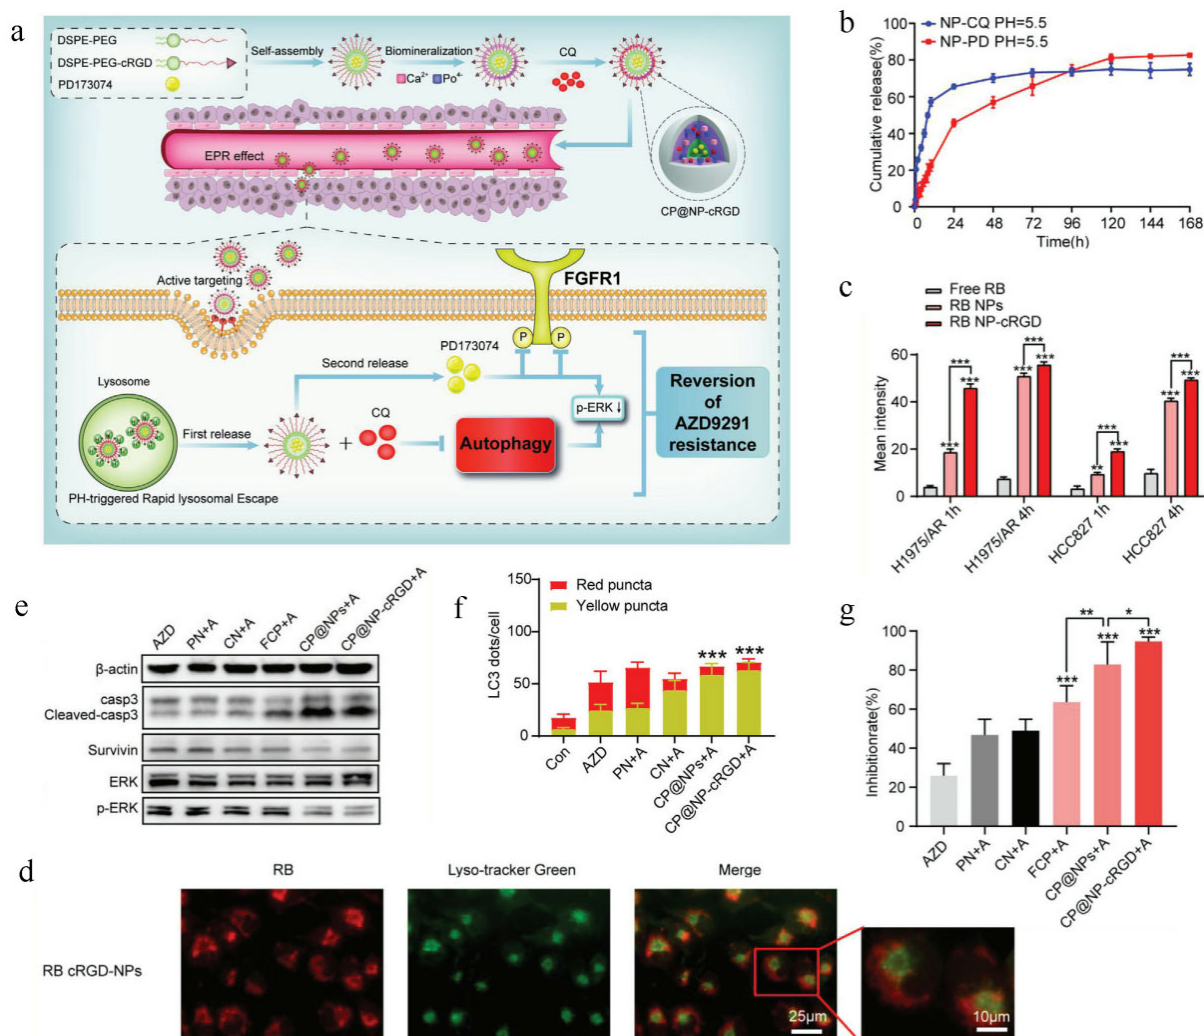 a
DSPE-PEG
DSPE-PEG-cRGD
PD173074
Self-assembly
Biomineralization
Ca²⁺ Po⁴⁻
CQ
EPR effect
CP@NP-cRGD
Active targeting
FGFR1
P P
PD173074
Second release
Lysosome
First release
CQ
+
Autophagy
p-ERK ↓
Reversion
of
AZD9291
resistance
PH-triggered Rapid lysosomal Escape
b
NP-CQ PH=5.5
NP-PD PH=5.5
Cumulative release(%)
100
80
60
40
20
0
0 24 48 72 96 120 144 168
Time(h)
c
Free RB
RB NPs
RB NP-cRGD
Mean intensity
60
40
20
0
*** *** ***
*** *** ***
** *** ***
*** *** ***
H1975/AR 1h
H1975/AR 4h
HCC827 1h
HCC827 4h
e
AZD
PN+A
CN+A
FCP+A
CP@NPs+A
CP@NP-cRGD+A
β-actin
casp3
Cleaved-casp3
Survivin
ERK
p-ERK
f
Red puncta
Yellow puncta
LC3 dots/cell
150
100
50
0
*** ***
Con
AZD
PN+A
CN+A
CP@NPs+A
CP@NP-cRGD+A
g
Inhibitionrate(%)
100
80
60
40
20
0
** *
*** *** ***
AZD
PN+A
CN+A
FCP+A
CP@NPs+A
CP@NP-cRGD+A
d
RB
Lyso-tracker Green
Merge
RB cRGD-NPs
25μm
10μm